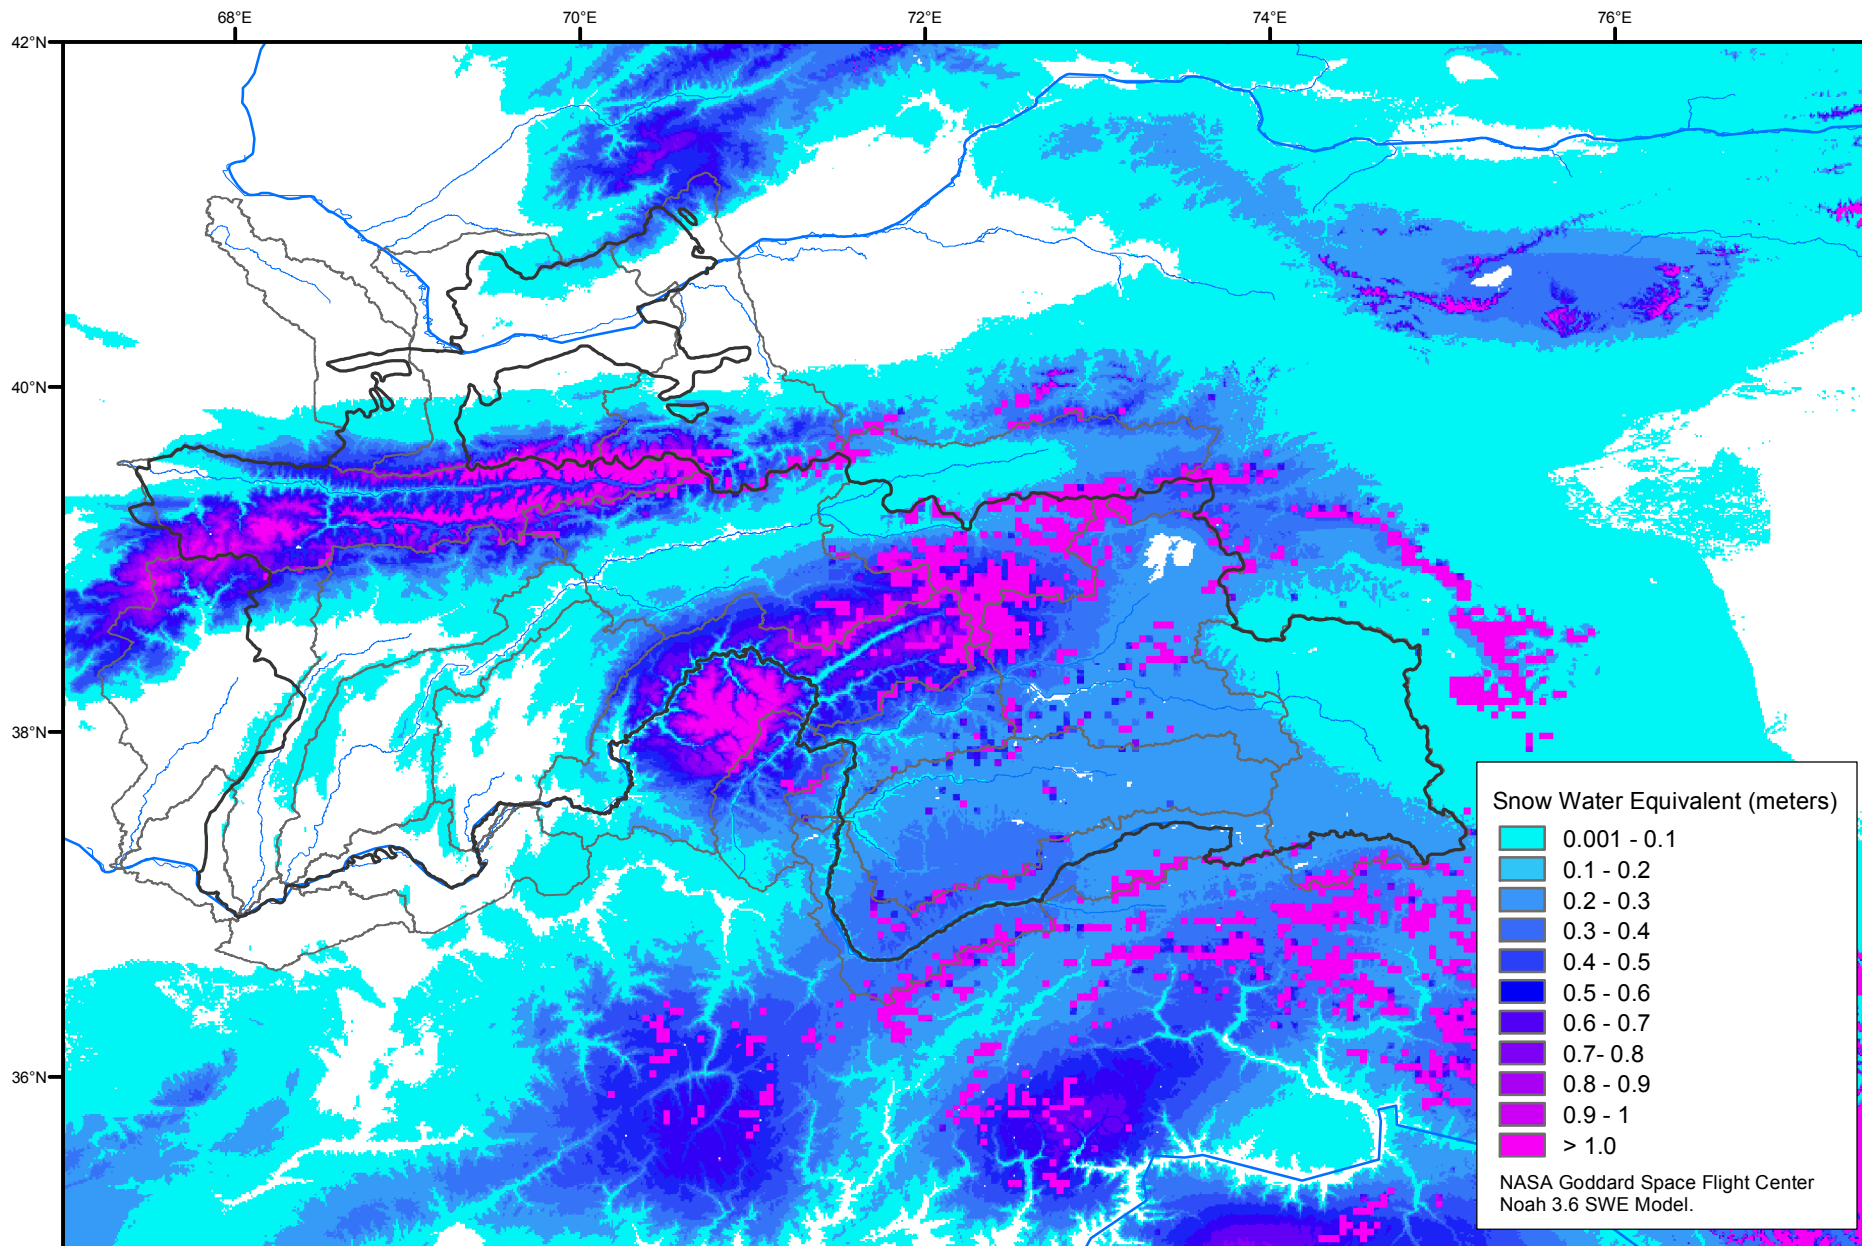 68°E
70°E
72°E
74°E
76°E
42°N
40°N
38°N
36°N
Snow Water Equivalent (meters)
0.001 - 0.1
0.1 - 0.2
0.2 - 0.3
0.3 - 0.4
0.4 - 0.5
0.5 - 0.6
0.6 - 0.7
0.7- 0.8
0.8 - 0.9
0.9 - 1
> 1.0
NASA Goddard Space Flight Center
Noah 3.6 SWE Model.